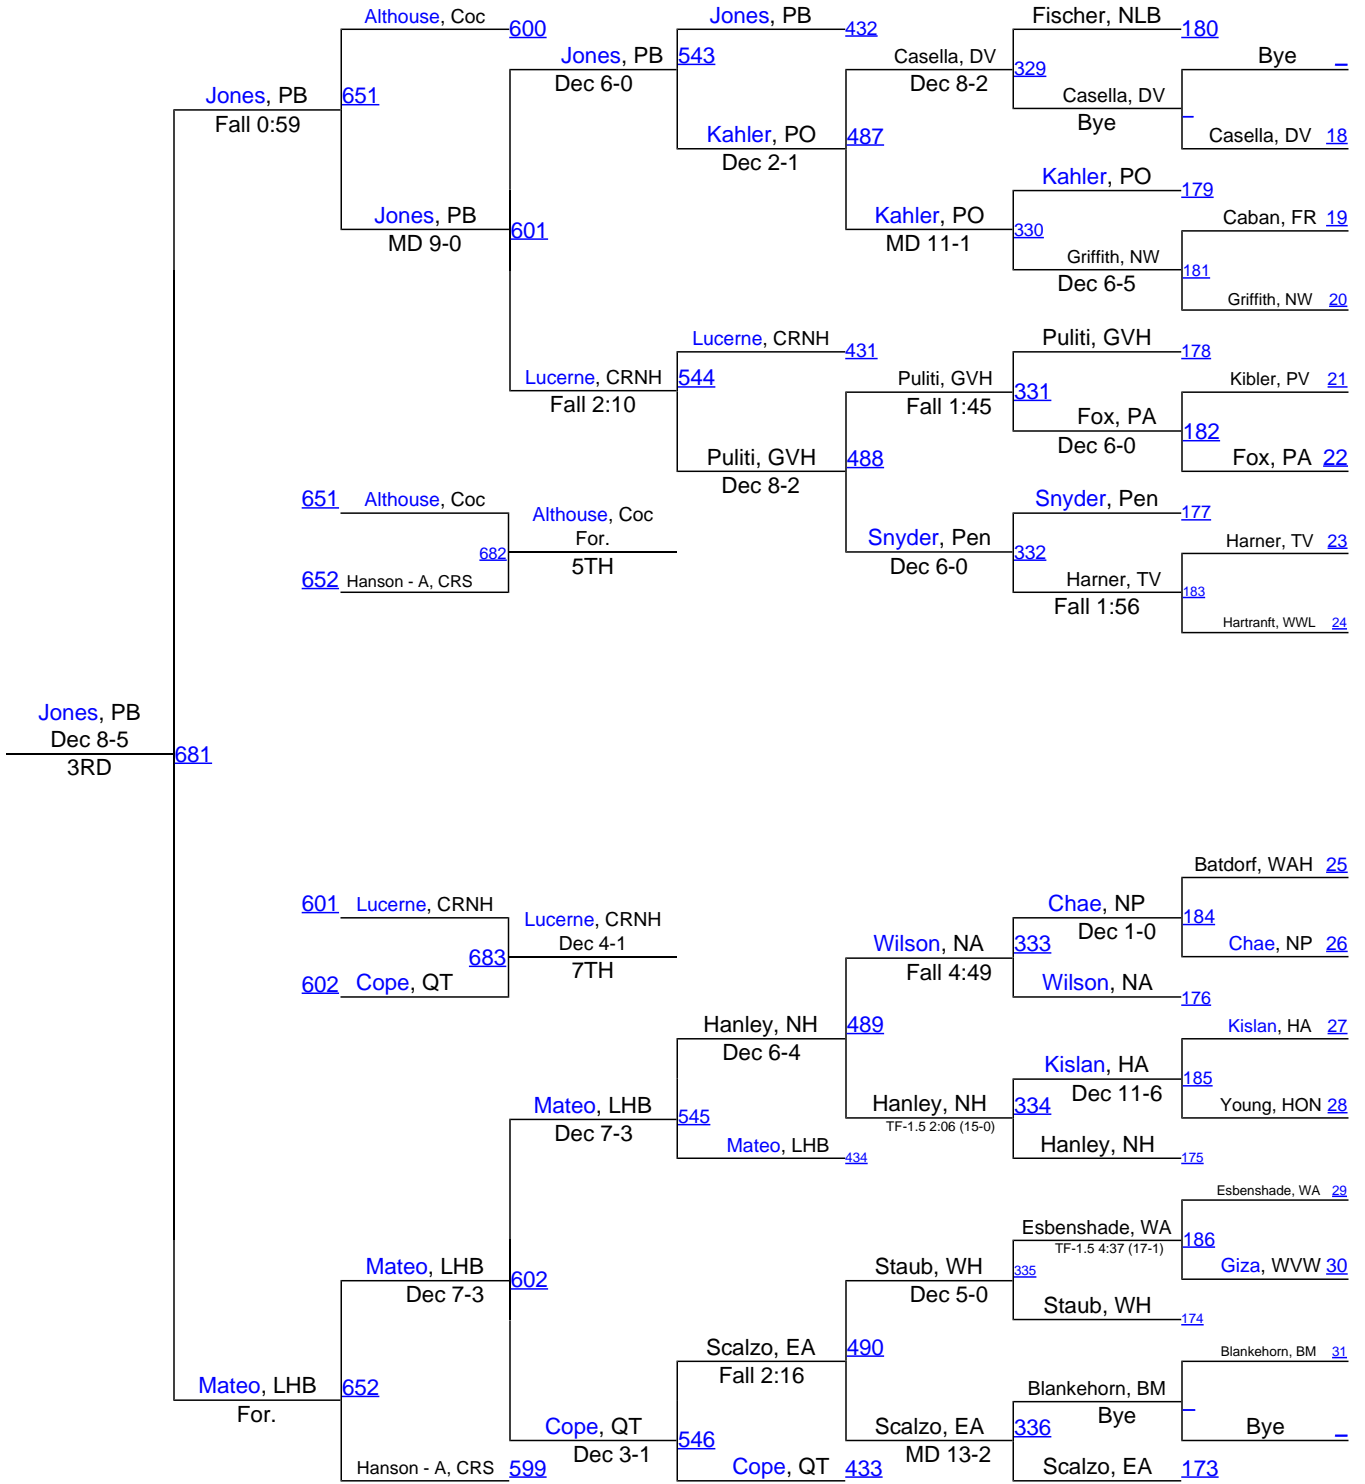 Althouse, Coc
600
Jones, PB
432
Fischer, NLB
180
Jones, PB
543
Casella, DV
Bye
Dec 6-0
Dec 8-2
329
Jones, PB
651
Casella, DV
Fall 0:59
Bye
Kahler, PO
487
Casella, DV 18
Dec 2-1
Kahler, PO
179
Jones, PB
601
Kahler, PO
330
Caban, FR 19
MD 9-0
MD 11-1
Griffith, NW
181
Dec 6-5
Griffith, NW 20
Lucerne, CRNH
431
Puliti, GVH
178
Lucerne, CRNH
544
Puliti, GVH
331
Kibler, PV 21
Fall 2:10
Fall 1:45
Fox, PA
182
Dec 6-0
Puliti, GVH
488
Fox, PA 22
Dec 8-2
651
Althouse, Coc
Althouse, Coc
Snyder, Pen
177
For.
Snyder, Pen
332
Harner, TV 23
682
5TH
Dec 6-0
652
Hanson - A, CRS
Harner, TV
183
Fall 1:56
Hartranft, WWL 24
Jones, PB
Dec 8-5
681
3RD
Batdorf, WAH 25
601
Lucerne, CRNH
Lucerne, CRNH
Chae, NP
184
Dec 4-1
Wilson, NA
333
Dec 1-0
Chae, NP 26
683
7TH
Fall 4:49
602
Cope, QT
Wilson, NA
176
Hanley, NH
489
Kislan, HA 27
Dec 6-4
Kislan, HA
185
Mateo, LHB
545
Hanley, NH
334
Dec 11-6
Young, HON 28
Dec 7-3
TF-1.5 2:06 (15-0)
Mateo, LHB
434
Hanley, NH
175
Esbenshade, WA 29
Esbenshade, WA
186
TF-1.5 4:37 (17-1)
Mateo, LHB
602
Staub, WH
335
Giza, WVW 30
Dec 7-3
Dec 5-0
Staub, WH
174
Scalzo, EA
490
Blankehorn, BM 31
Fall 2:16
Mateo, LHB
652
Blankehorn, BM
For.
Bye
Cope, QT
546
Scalzo, EA
336
Bye
Dec 3-1
MD 13-2
Hanson - A, CRS
599
Cope, QT
433
Scalzo, EA
173